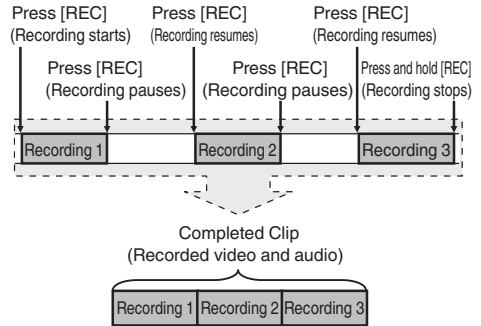 Press [REC]
(Recording starts)
Press [REC]
(Recording resumes)
Press [REC]
(Recording resumes)
Press [REC]
(Recording pauses)
Press [REC]
(Recording pauses)
Press and hold [REC]
(Recording stops)
Recording 1
Recording 2
Recording 3
Completed Clip
(Recorded video and audio)
Recording 1
Recording 2
Recording 3